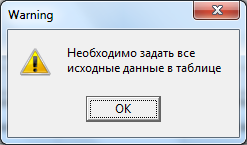 Warning
Необходимо задать все
исходные данные в таблице
OK